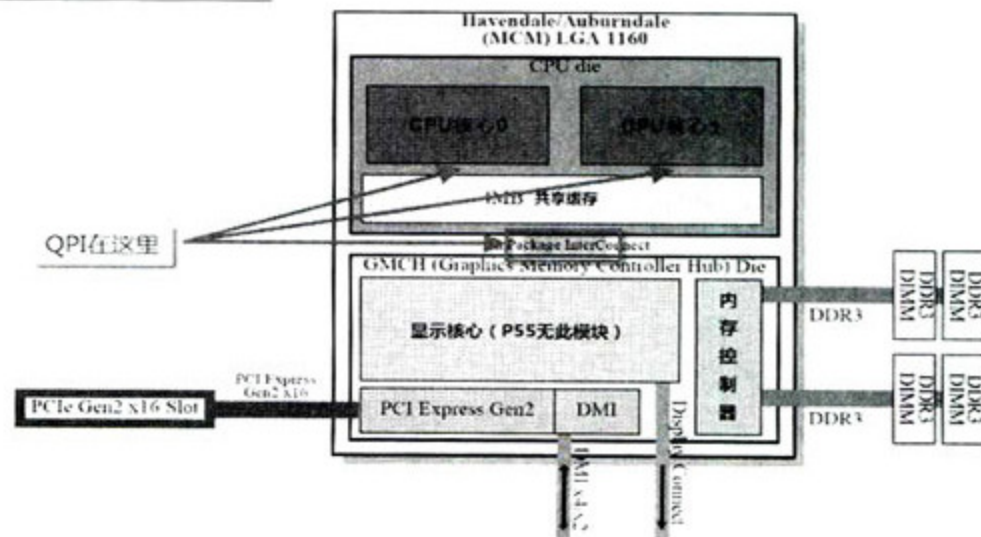 Havendale/Auburndale
(MCM) LGA 1160
CPU die
CPU核心0
CPU核心1
4MB 共享缓存
QPI在这里
Package InterConnect
GMCH (Graphics Memory Controller Hub) Die
显示核心（P55无此模块）
内存控制器
DDR3
DDR3 DIMM
DDR3 DIMM
PCI Express
Gen2 x16
PCIe Gen2 x16 Slot
PCI Express Gen2
DMI
DDR3
DDR3 DIMM
DDR3 DIMM
Display Connect